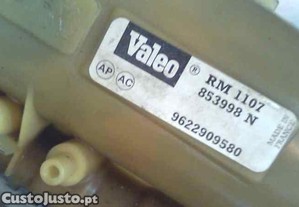 Valeo ®
AP AC
RM 1107
853998 N
9622909580
MADE IN
FRANCE
CustoJusto.pt